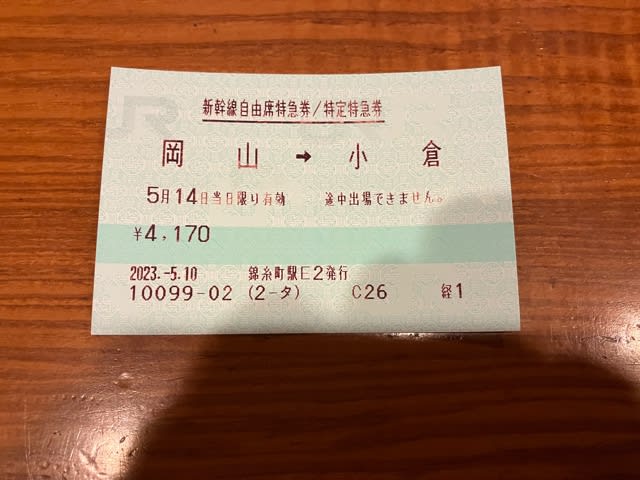 JR
新幹線自由席特急券/特定特急券
岡山→小倉
5月14日当日限り有効 途中出場できません。
¥4,170
2023.-5.10 錦糸町駅E2発行
10099-02 (2-タ) C26 経1